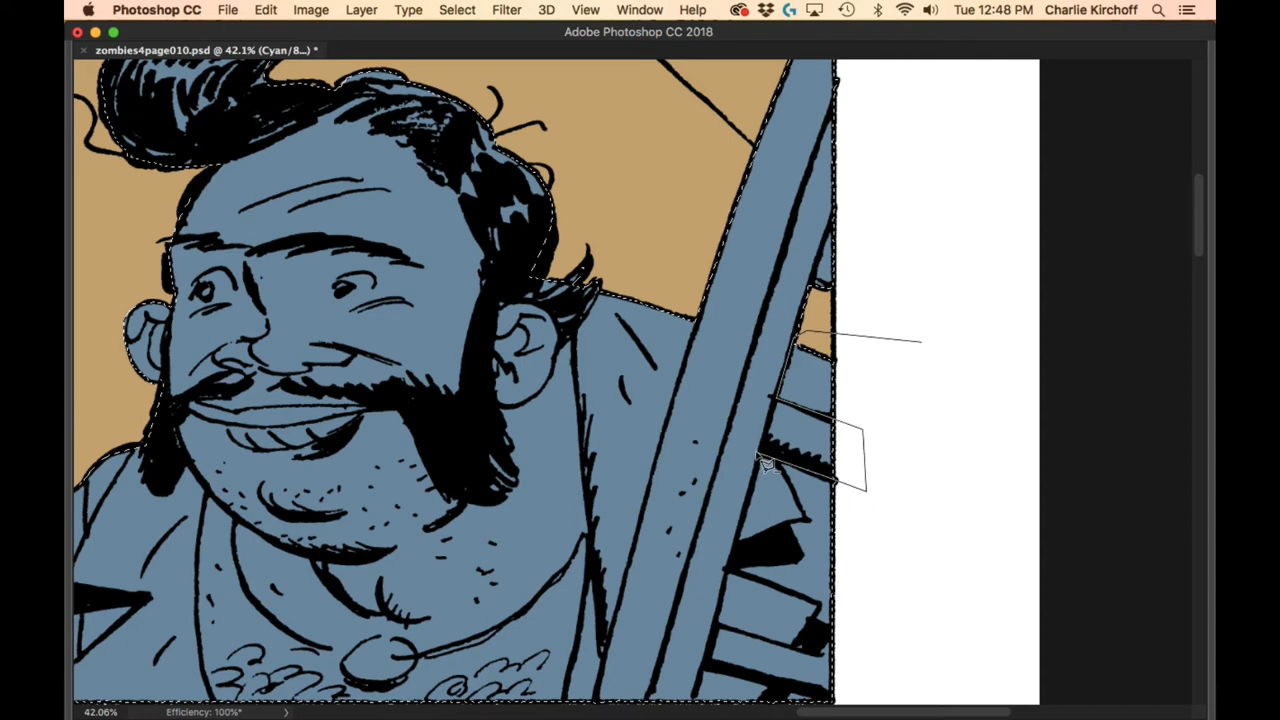 Photoshop CC File Edit Image Layer Type Select Filter 3D View Window Help Tue 12:48 PM Charlie Kirchoff
Adobe Photoshop CC 2018
zombies4page010.psd @ 42.1% (Cyan/8...) *
42.06% Efficiency: 100%*